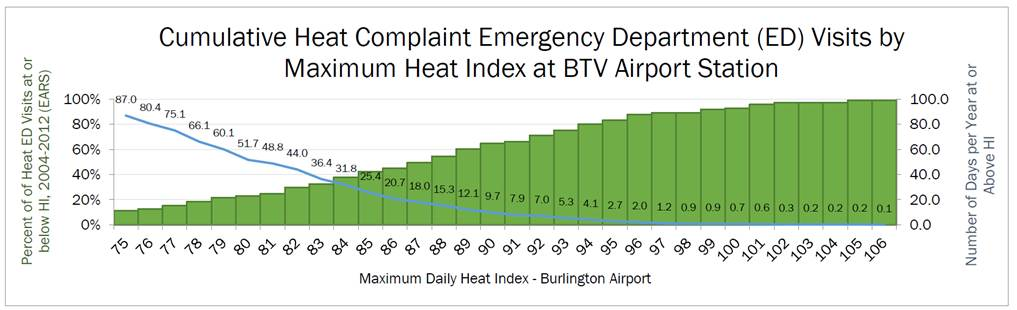 Cumulative Heat Complaint Emergency Department (ED) Visits by
Maximum Heat Index at BTV Airport Station
Percent of Heat ED Visits at or
below HI, 2004-2012 (EARS)
100%
80%
60%
40%
20%
0%
87.0 80.4 75.1 66.1 60.1 51.7 48.8 44.0 36.4 31.8 25.4 20.7 18.0 15.3 12.1 9.7 7.9 7.0 5.3 4.1 2.7 2.0 1.2 0.9 0.9 0.7 0.6 0.3 0.2 0.2 0.2 0.1
100.0
80.0
60.0
40.0
20.0
0.0
Number of Days per Year at or
Above HI
75 76 77 78 79 80 81 82 83 84 85 86 87 88 89 90 91 92 93 94 95 96 97 98 99 100 101 102 103 104 105 106
Maximum Daily Heat Index - Burlington Airport